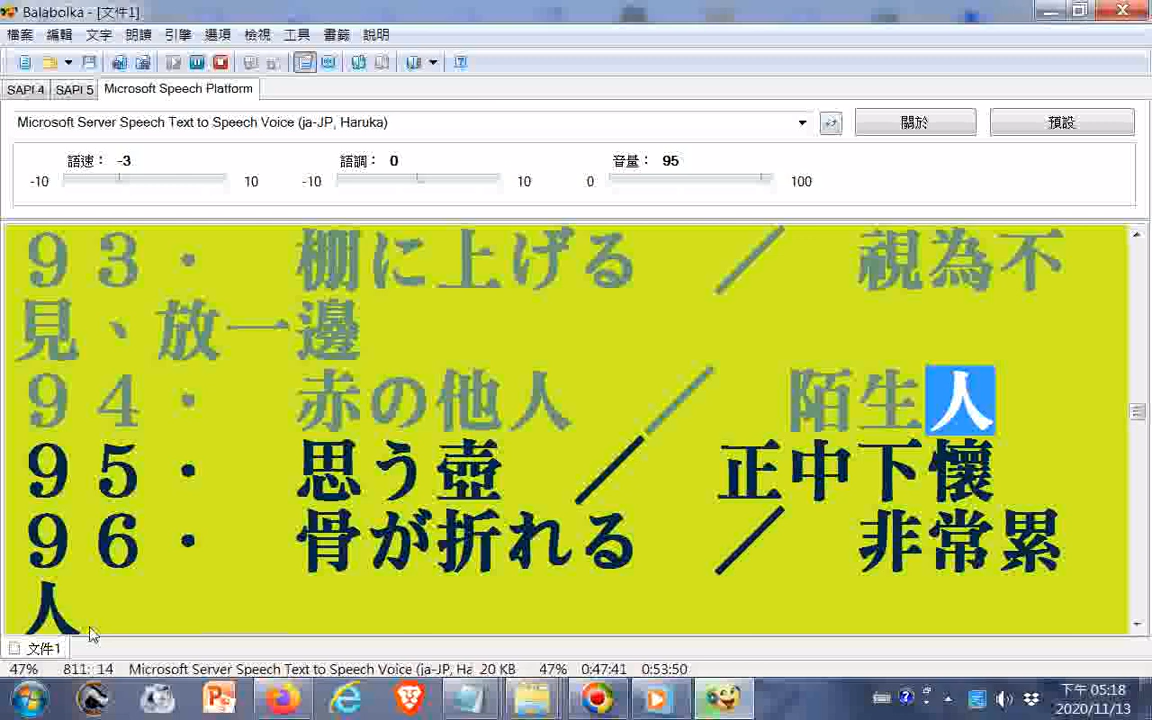 Balabolka - [文件1]
檔案 編輯 文字 朗讀 引擎 選項 檢視 工具 書籤 說明
SAPI 4 SAPI 5 Microsoft Speech Platform
Microsoft Server Speech Text to Speech Voice (ja-JP, Haruka) 關於 預設
語速： -3 語調： 0 音量： 95
-10 10 -10 10 0 100
９３· 棚に上げる ／ 視為不
見、放一邊
９４· 赤の他人 ／ 陌生人
９５· 思う壺 ／ 正中下懷
９６· 骨が折れる ／ 非常累
人
文件1
47% 811: 14 Microsoft Server Speech Text to Speech Voice (ja-JP, Ha 20 KB 47% 0:47:41 0:53:50
下午 05:18
2020/11/13